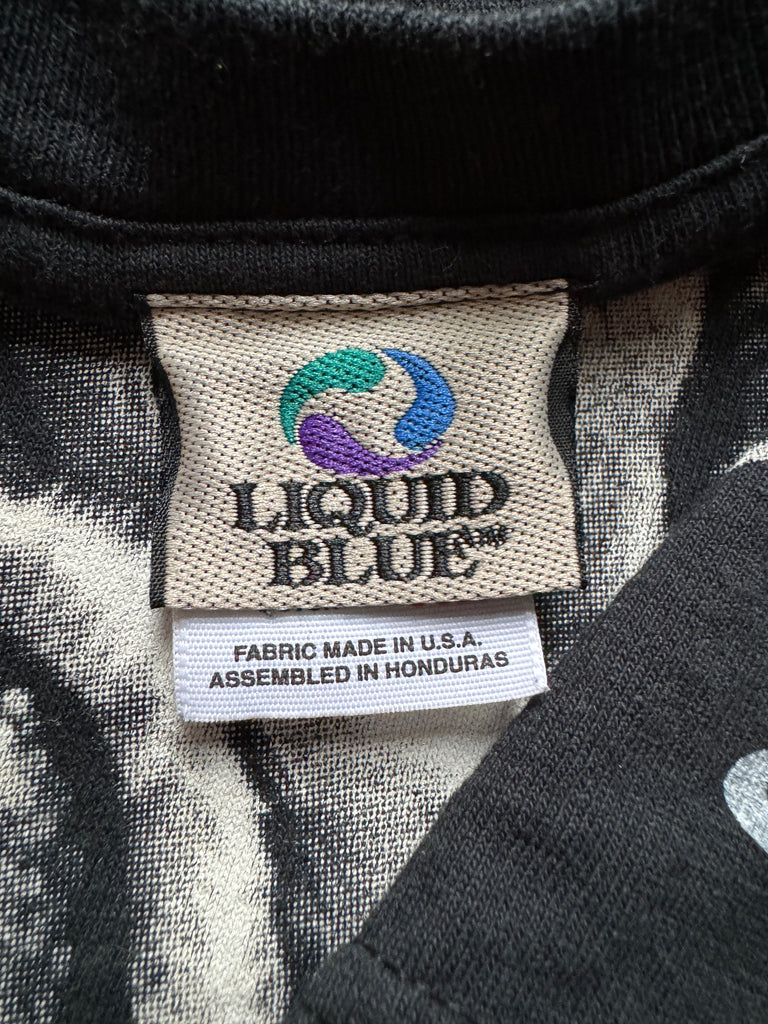 LIQUID
BLUE
FABRIC MADE IN U.S.A.
ASSEMBLED IN HONDURAS